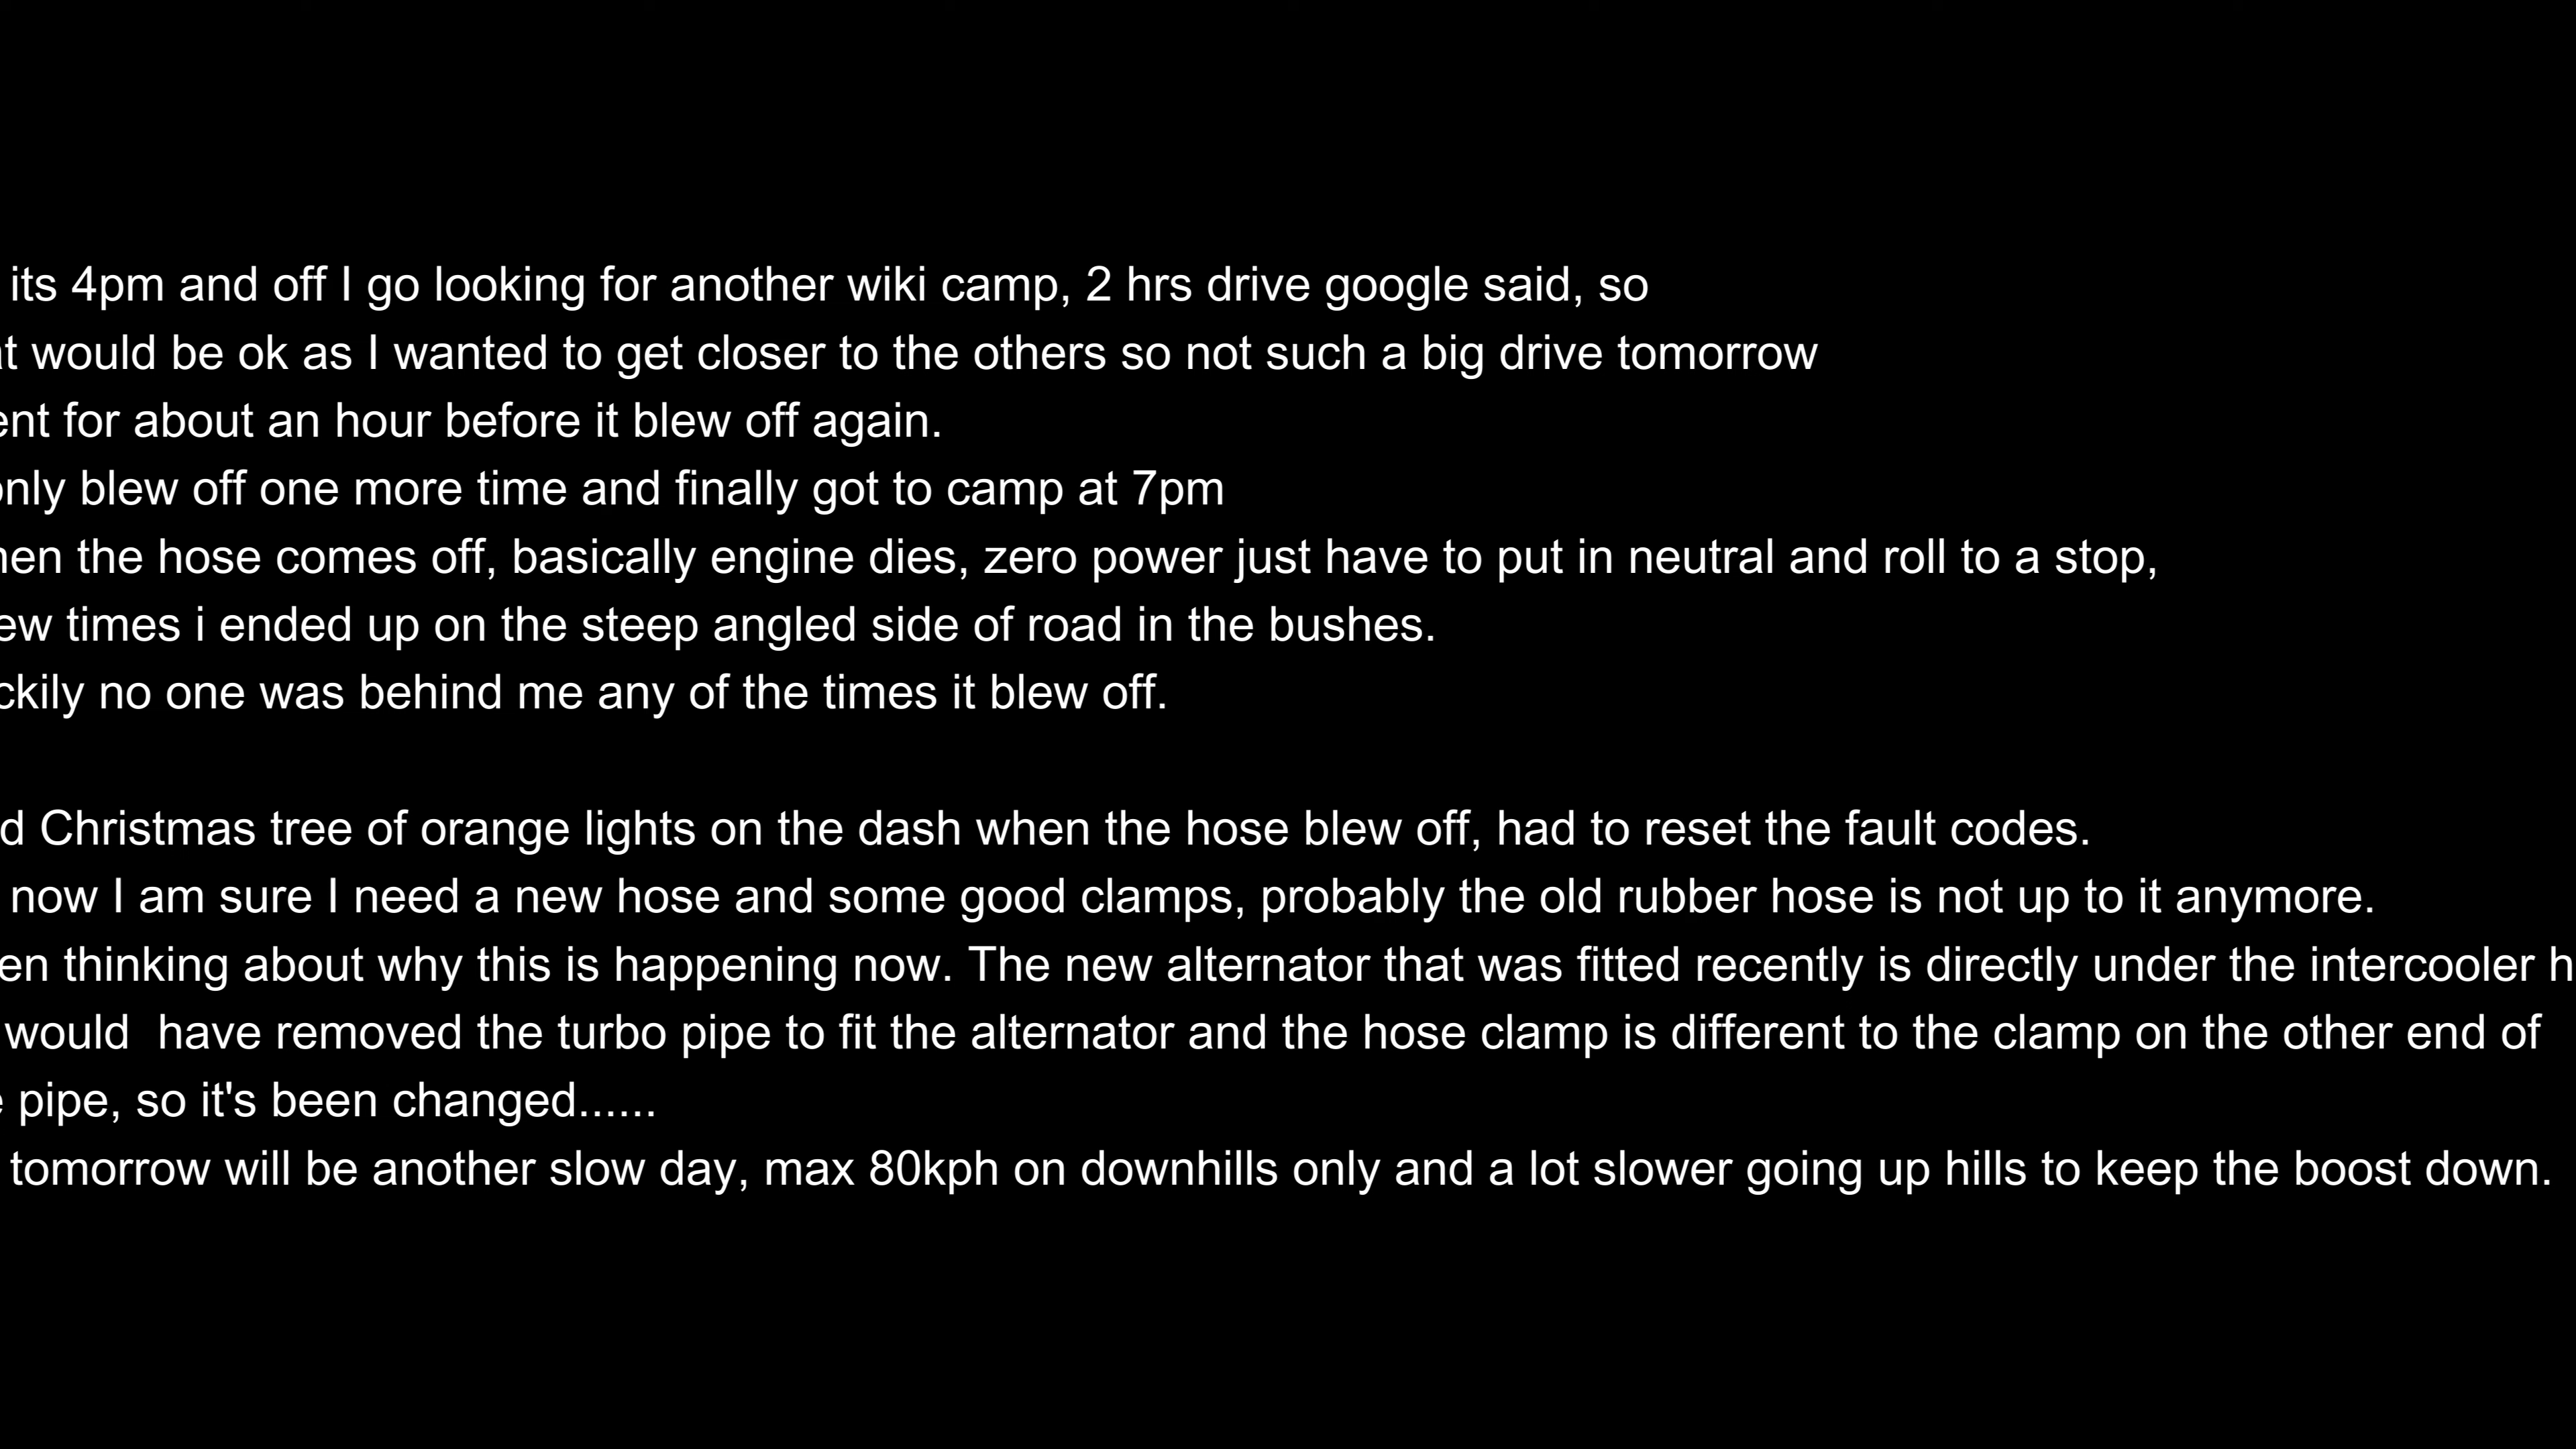 its 4pm and off I go looking for another wiki camp, 2 hrs drive google said, so
would be ok as I wanted to get closer to the others so not such a big drive tomorrow
for about an hour before it blew off again.
blew off one more time and finally got to camp at 7pm
the hose comes off, basically engine dies, zero power just have to put in neutral and roll to a stop,
times i ended up on the steep angled side of road in the bushes.
no one was behind me any of the times it blew off.
Christmas tree of orange lights on the dash when the hose blew off, had to reset the fault codes.
now I am sure I need a new hose and some good clamps, probably the old rubber hose is not up to it anymore.
thinking about why this is happening now. The new alternator that was fitted recently is directly under the intercooler
would  have removed the turbo pipe to fit the alternator and the hose clamp is different to the clamp on the other end of
pipe, so it's been changed......
tomorrow will be another slow day, max 80kph on downhills only and a lot slower going up hills to keep the boost down.